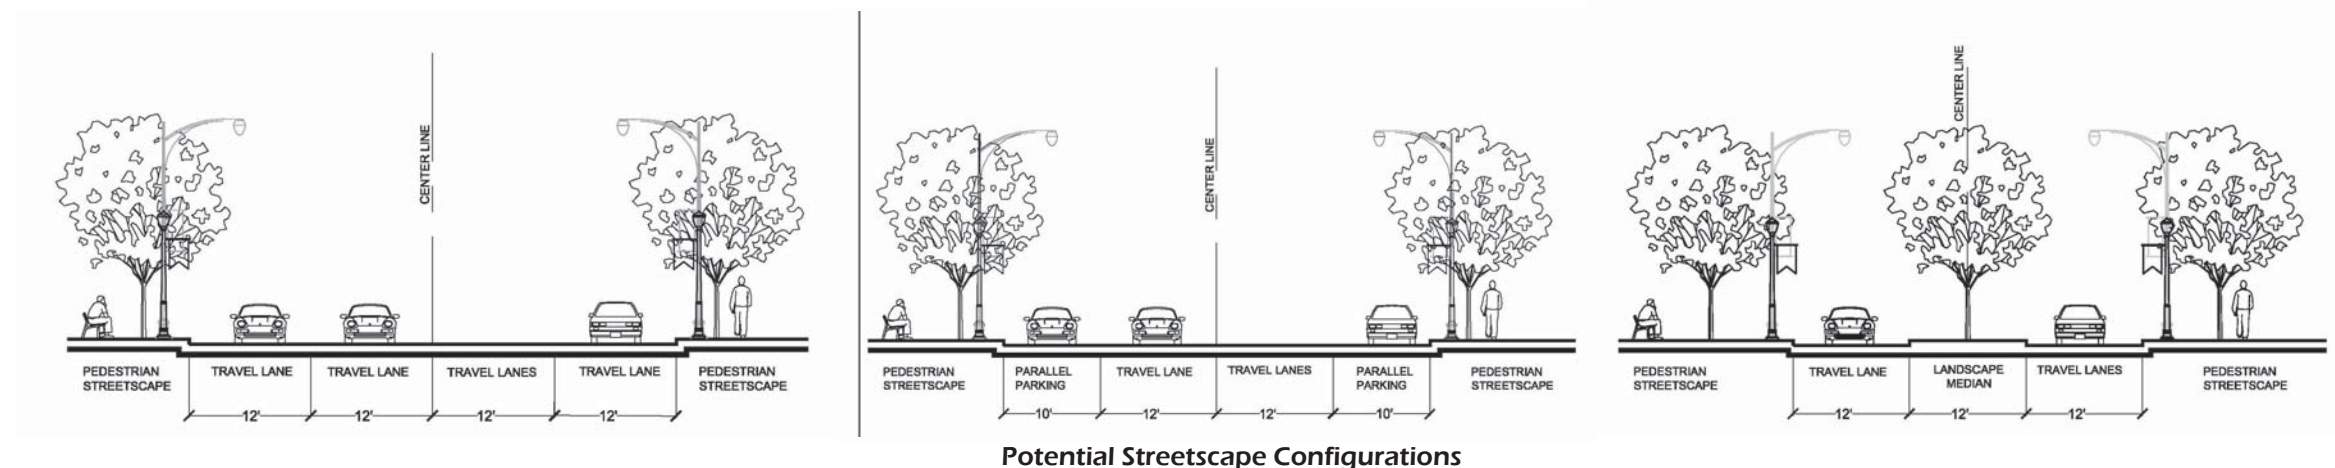 CENTER LINE
PEDESTRIAN
STREETSCAPE
TRAVEL LANE
TRAVEL LANE
TRAVEL LANES
TRAVEL LANE
PEDESTRIAN
STREETSCAPE
12'
12'
12'
12'
CENTER LINE
PEDESTRIAN
STREETSCAPE
PARALLEL
PARKING
TRAVEL LANE
TRAVEL LANES
PARALLEL
PARKING
PEDESTRIAN
STREETSCAPE
10'
12'
12'
10'
CENTER LINE
PEDESTRIAN
STREETSCAPE
TRAVEL LANE
LANDSCAPE
MEDIAN
TRAVEL LANES
PEDESTRIAN
STREETSCAPE
12'
12'
12'
Potential Streetscape Configurations